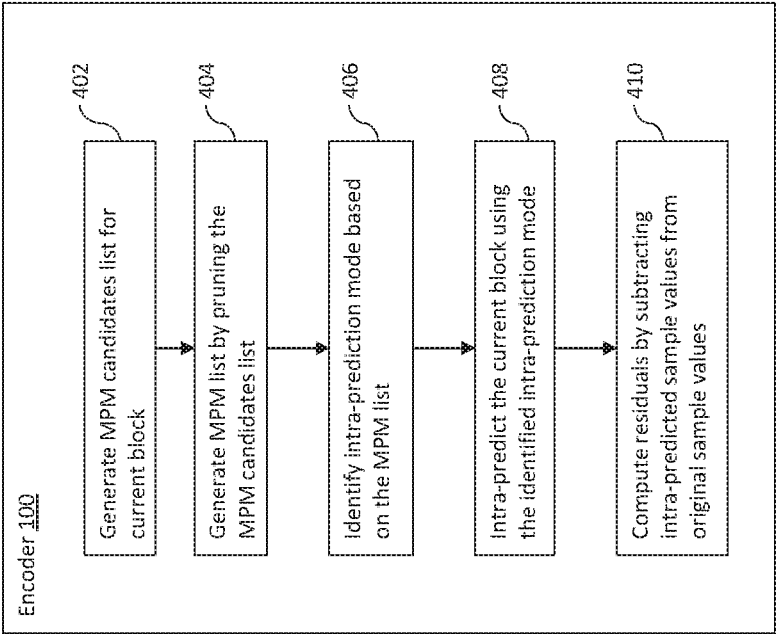 Encoder 100
402
Generate MPM candidates list for
current block
404
Generate MPM list by pruning the
MPM candidates list
406
Identify intra-prediction mode based
on the MPM list
408
Intra-predict the current block using
the identified intra-prediction mode
410
Compute residuals by subtracting
intra-predicted sample values from
original sample values